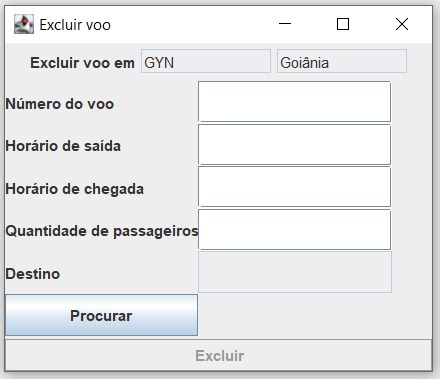 Excluir voo
Excluir voo em GYN Goiânia
Número do voo
Horário de saída
Horário de chegada
Quantidade de passageiros
Destino
Procurar
Excluir